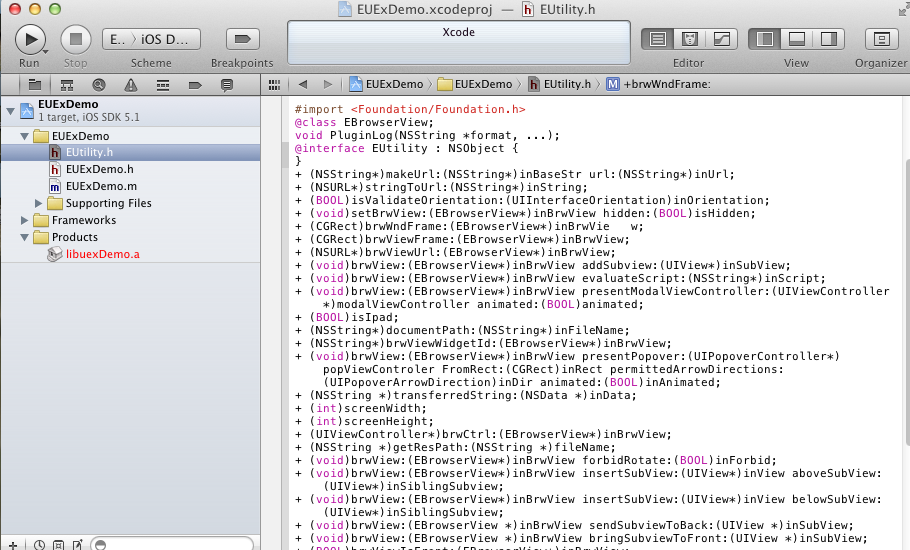 EUExDemo.xcodeproj — EUtility.h
E.. › iOS D...
Xcode
Run Stop Scheme Breakpoints Editor View Organizer
EUExDemo EUExDemo EUtility.h M +brwWndFrame:
EUExDemo
1 target, iOS SDK 5.1
EUExDemo
EUtility.h
EUExDemo.h
EUExDemo.m
Supporting Files
Frameworks
Products
libuexDemo.a
#import <Foundation/Foundation.h>
@class EBrowserView;
void PluginLog(NSString *format, ...);
@interface EUtility : NSObject {
}
+ (NSString*)makeUrl:(NSString*)inBaseStr url:(NSString*)inUrl;
+ (NSURL*)stringToUrl:(NSString*)inString;
+ (BOOL)isValidateOrientation:(UIInterfaceOrientation)inOrientation;
+ (void)setBrwView:(EBrowserView*)inBrwView hidden:(BOOL)isHidden;
+ (CGRect)brwWndFrame:(EBrowserView*)inBrwVie w;
+ (CGRect)brwViewFrame:(EBrowserView*)inBrwView;
+ (NSURL*)brwViewUrl:(EBrowserView*)inBrwView;
+ (void)brwView:(EBrowserView*)inBrwView addSubview:(UIView*)inSubView;
+ (void)brwView:(EBrowserView*)inBrwView evaluateScript:(NSString*)inScript;
+ (void)brwView:(EBrowserView*)inBrwView presentModalViewController:(UIViewController
*)modalViewController animated:(BOOL)animated;
+ (BOOL)isIpad;
+ (NSString*)documentPath:(NSString*)inFileName;
+ (NSString*)brwViewWidgetId:(EBrowserView*)inBrwView;
+ (void)brwView:(EBrowserView*)inBrwView presentPopover:(UIPopoverController*)
popViewControler FromRect:(CGRect)inRect permittedArrowDirections:
(UIPopoverArrowDirection)inDir animated:(BOOL)inAnimated;
+ (NSString *)transferredString:(NSData *)inData;
+ (int)screenWidth;
+ (int)screenHeight;
+ (UIViewController*)brwCtrl:(EBrowserView*)inBrwView;
+ (NSString *)getResPath:(NSString *)fileName;
+ (void)brwView:(EBrowserView*)inBrwView forbidRotate:(BOOL)inForbid;
+ (void)brwView:(EBrowserView*)inBrwView insertSubView:(UIView*)inView aboveSubView:
(UIView*)inSiblingSubview;
+ (void)brwView:(EBrowserView*)inBrwView insertSubView:(UIView*)inView belowSubView:
(UIView*)inSiblingSubview;
+ (void)brwView:(EBrowserView *)inBrwView sendSubviewToBack:(UIView *)inSubView;
+ (void)brwView:(EBrowserView *)inBrwView bringSubviewToFront:(UIView *)inSubView;